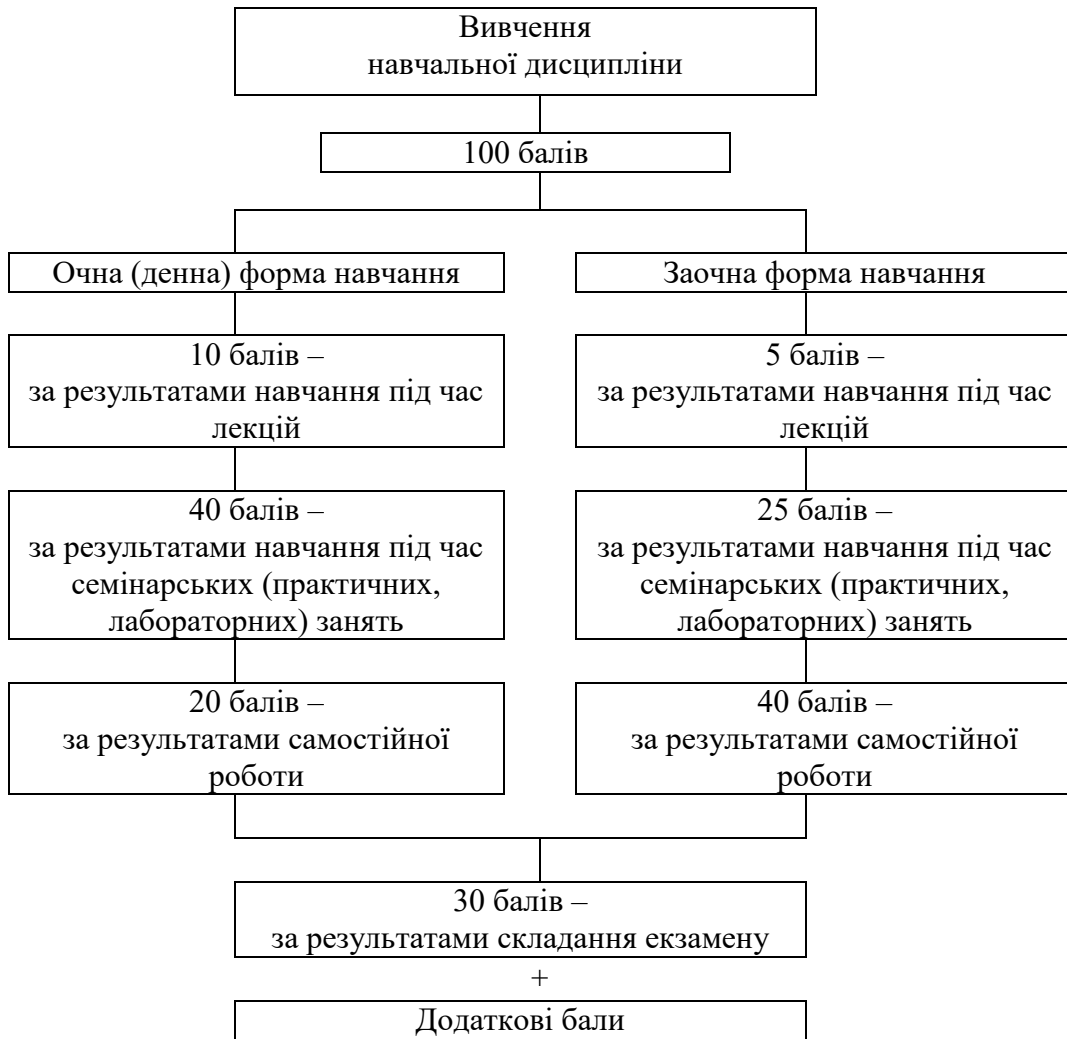 Вивчення
навчальної дисципліни
100 балів
Очна (денна) форма навчання
Заочна форма навчання
10 балів –
за результатами навчання під час
лекцій
5 балів –
за результатами навчання під час
лекцій
40 балів –
за результатами навчання під час
семінарських (практичних,
лабораторних) занять
25 балів –
за результатами навчання під час
семінарських (практичних,
лабораторних) занять
20 балів –
за результатами самостійної
роботи
40 балів –
за результатами самостійної
роботи
30 балів –
за результатами складання екзамену
+
Додаткові бали